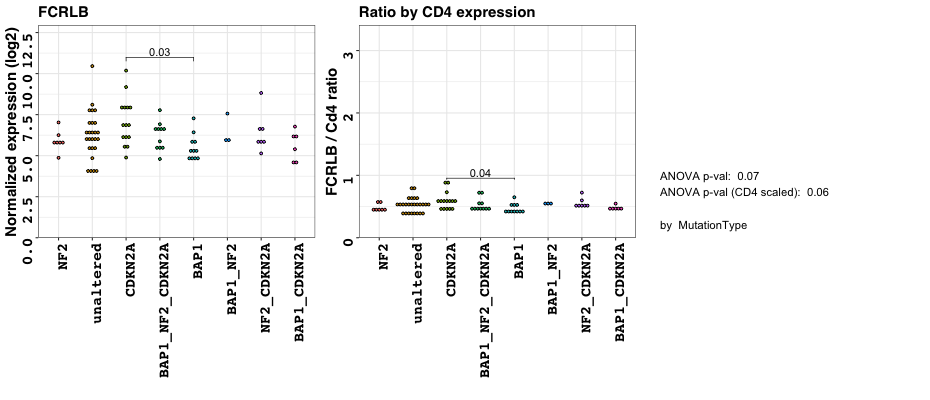 FCRLB
Ratio by CD4 expression
Normalized expression (log2)
0.0
2.5
5.0
7.5
10.0
12.5
0.03
NF2
unaltered
CDKN2A
BAP1_NF2_CDKN2A
BAP1
BAP1_NF2
NF2_CDKN2A
BAP1_CDKN2A
FCRLB / Cd4 ratio
0
1
2
3
0.04
NF2
unaltered
CDKN2A
BAP1_NF2_CDKN2A
BAP1
BAP1_NF2
NF2_CDKN2A
BAP1_CDKN2A
ANOVA p-val: 0.07
ANOVA p-val (CD4 scaled): 0.06
by MutationType